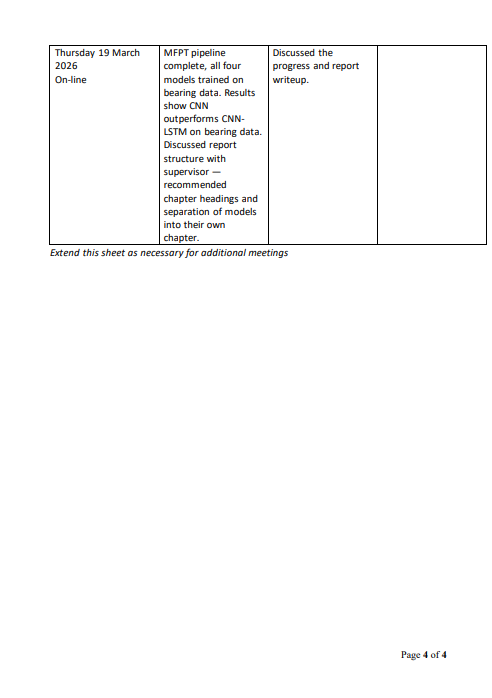 Thursday 19 March
2026
On-line
MFPT pipeline
complete, all four
models trained on
bearing data. Results
show CNN
outperforms CNN-
LSTM on bearing data.
Discussed report
structure with
supervisor —
recommended
chapter headings and
separation of models
into their own
chapter.
Discussed the
progress and report
writeup.
Extend this sheet as necessary for additional meetings
Page 4 of 4